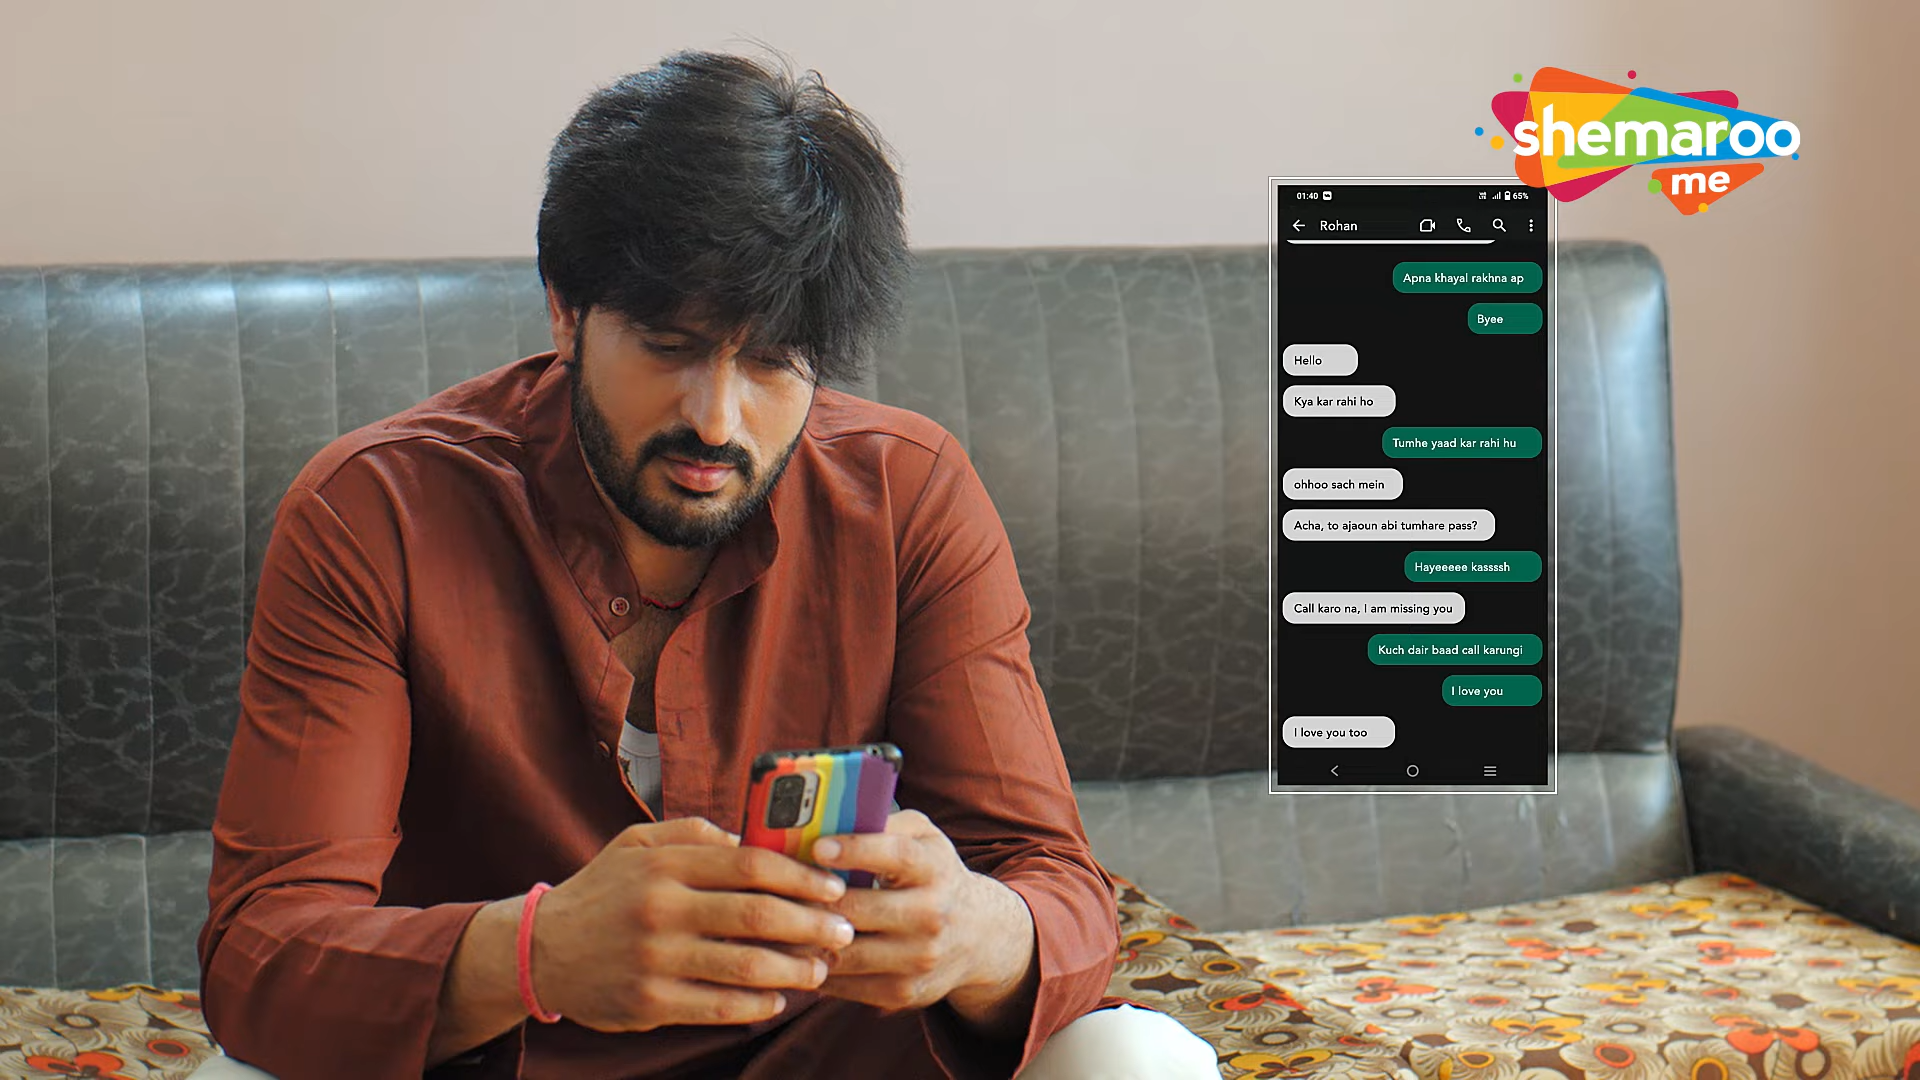 shemaroo
me
01:40
65%
Rohan
Apna khayal rakhna ap
Byee
Hello
Kya kar rahi ho
Tumhe yaad kar rahi hu
ohhoo sach mein
Acha, to ajaoun abi tumhare pass?
Hayeeeee kassssh
Call karo na, I am missing you
Kuch dair baad call karungi
I love you
I love you too